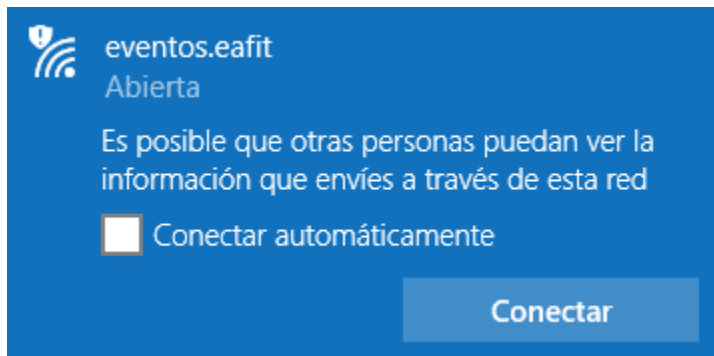 eventos.eafit
Abierta
Es posible que otras personas puedan ver la
información que envíes a través de esta red
Conectar automáticamente
Conectar